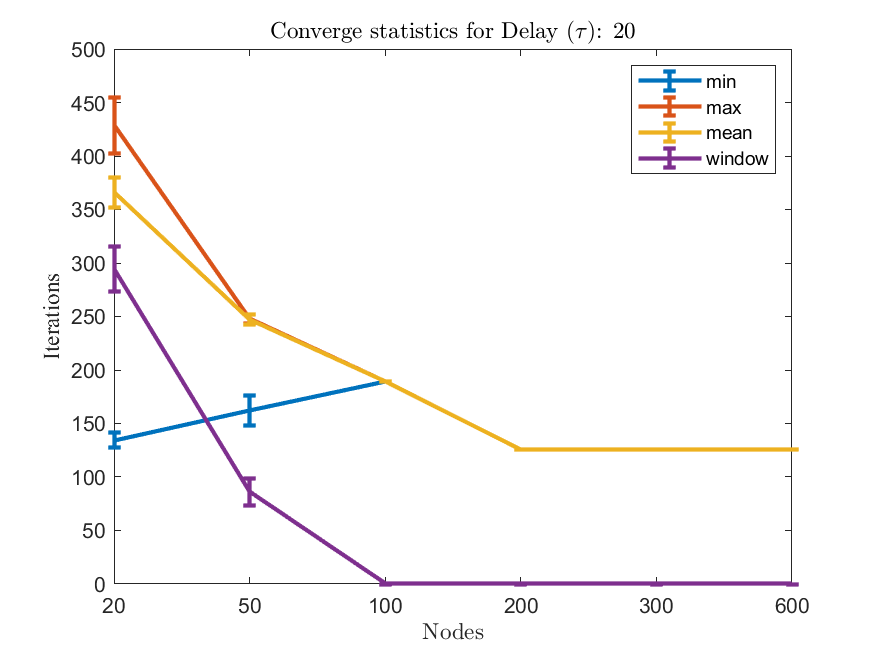 Converge statistics for Delay (τ): 20
500
450
400
350
300
250
200
150
100
50
0
Iterations
min
max
mean
window
20 50 100 200 300 600
Nodes